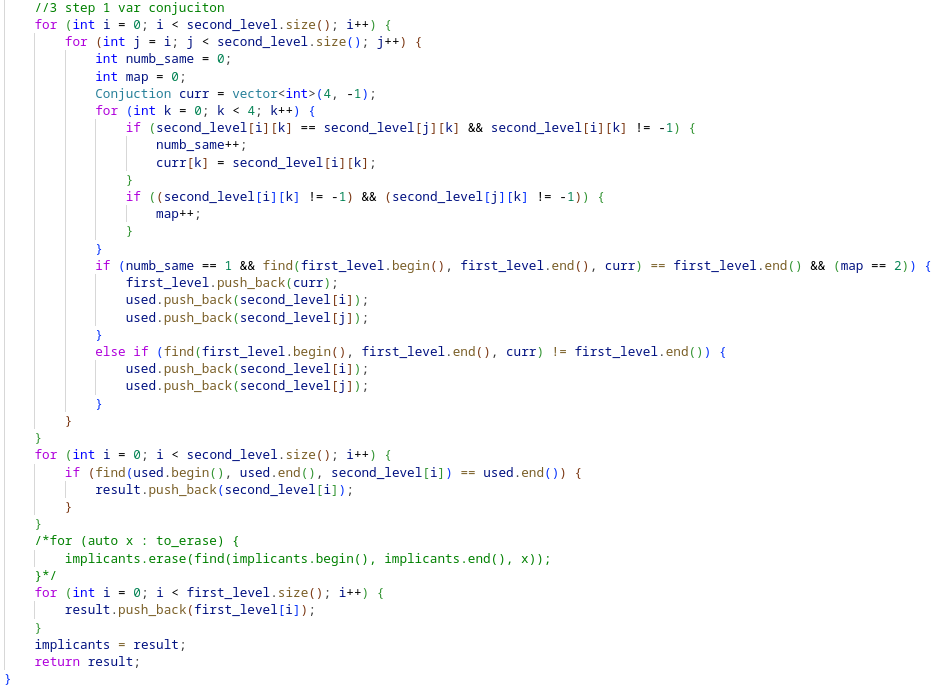 //3 step 1 var conjuciton
for (int i = 0; i < second_level.size(); i++) {
for (int j = i; j < second_level.size(); j++) {
int numb_same = 0;
int map = 0;
Conjuction curr = vector<int>(4, -1);
for (int k = 0; k < 4; k++) {
if (second_level[i][k] == second_level[j][k] && second_level[i][k] != -1) {
numb_same++;
curr[k] = second_level[i][k];
}
if ((second_level[i][k] != -1) && (second_level[j][k] != -1)) {
map++;
}
}
if (numb_same == 1 && find(first_level.begin(), first_level.end(), curr) == first_level.end() && (map == 2)) {
first_level.push_back(curr);
used.push_back(second_level[i]);
used.push_back(second_level[j]);
}
else if (find(first_level.begin(), first_level.end(), curr) != first_level.end()) {
used.push_back(second_level[i]);
used.push_back(second_level[j]);
}
}
}
for (int i = 0; i < second_level.size(); i++) {
if (find(used.begin(), used.end(), second_level[i]) == used.end()) {
result.push_back(second_level[i]);
}
}
/*for (auto x : to_erase) {
implicants.erase(find(implicants.begin(), implicants.end(), x));
}*/
for (int i = 0; i < first_level.size(); i++) {
result.push_back(first_level[i]);
}
implicants = result;
return result;
}